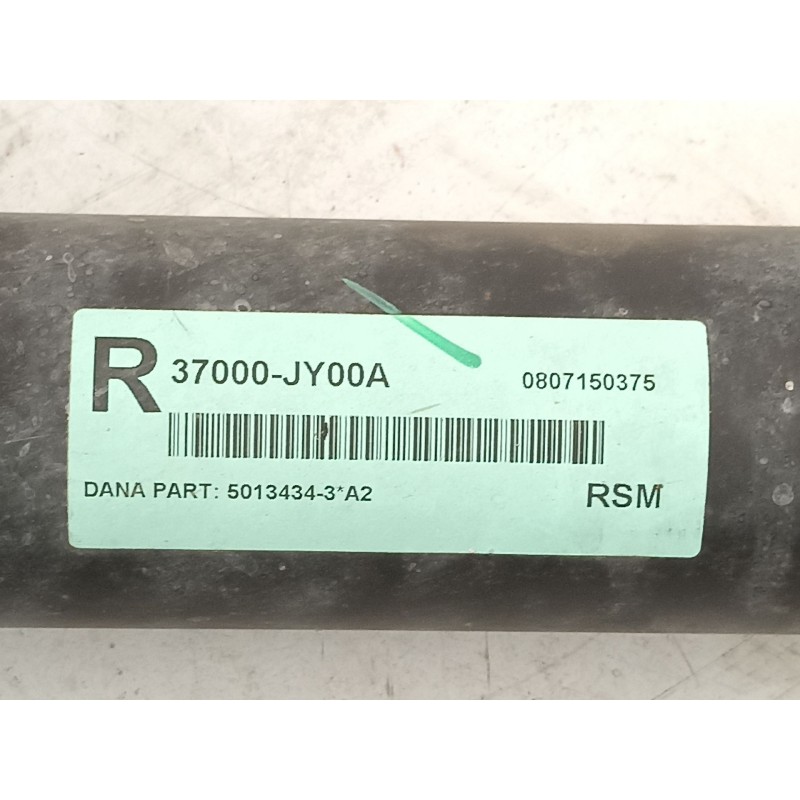 R 37000-JY00A 0807150375
DANA PART: 5013434-3*A2 RSM